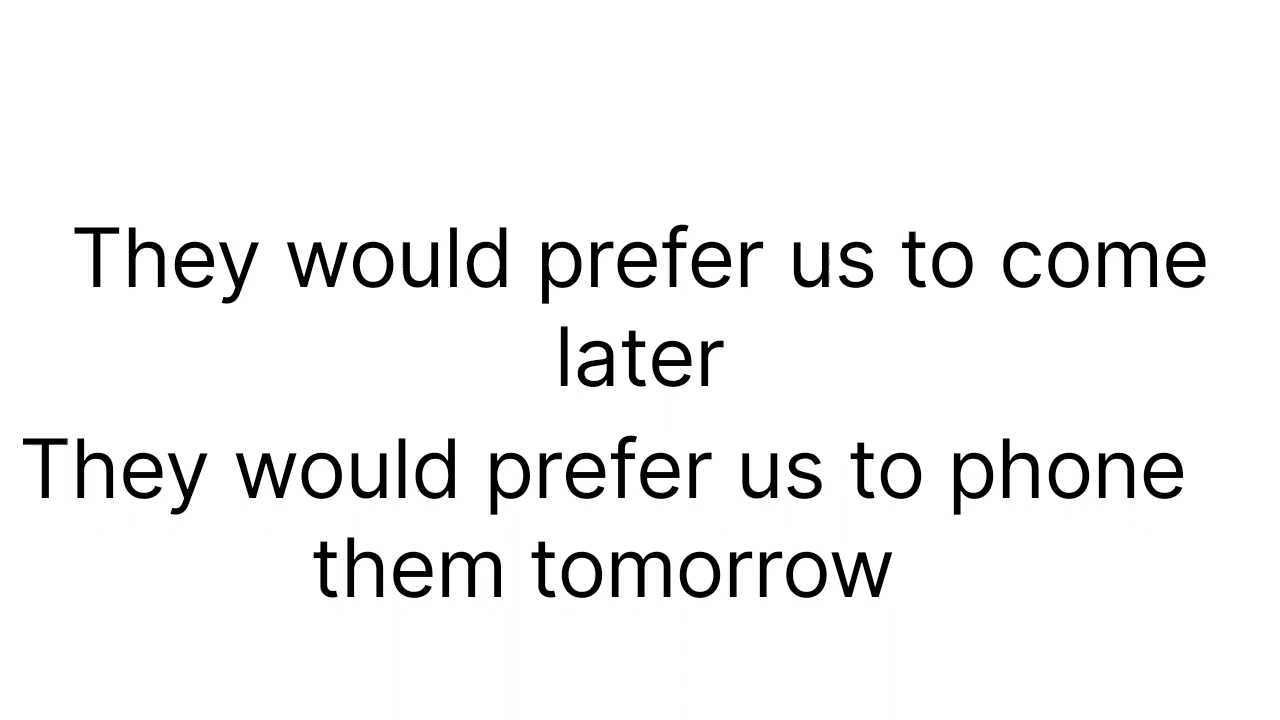 They would prefer us to come
later
They would prefer us to phone
them tomorrow